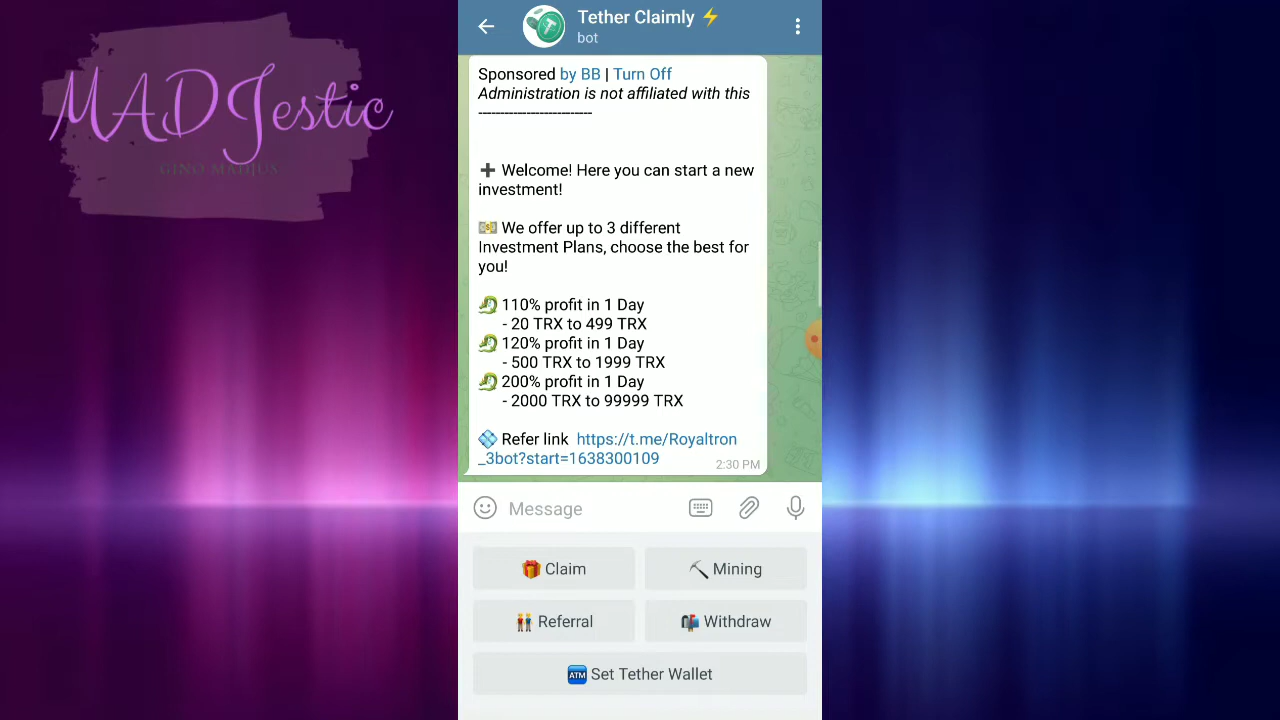 MADJestic
GINO MADJUS
Tether Claimly ⚡
bot
Sponsored by BB | Turn Off
Administration is not affiliated with this
--------------------------
➕ Welcome! Here you can start a new
investment!
💵 We offer up to 3 different
Investment Plans, choose the best for
you!
🐉 110% profit in 1 Day
- 20 TRX to 499 TRX
🐉 120% profit in 1 Day
- 500 TRX to 1999 TRX
🐉 200% profit in 1 Day
- 2000 TRX to 99999 TRX
💠 Refer link https://t.me/Royaltron
_3bot?start=1638300109
2:30 PM
Message
🎁 Claim
⛏ Mining
👬 Referral
📬 Withdraw
🏧 Set Tether Wallet